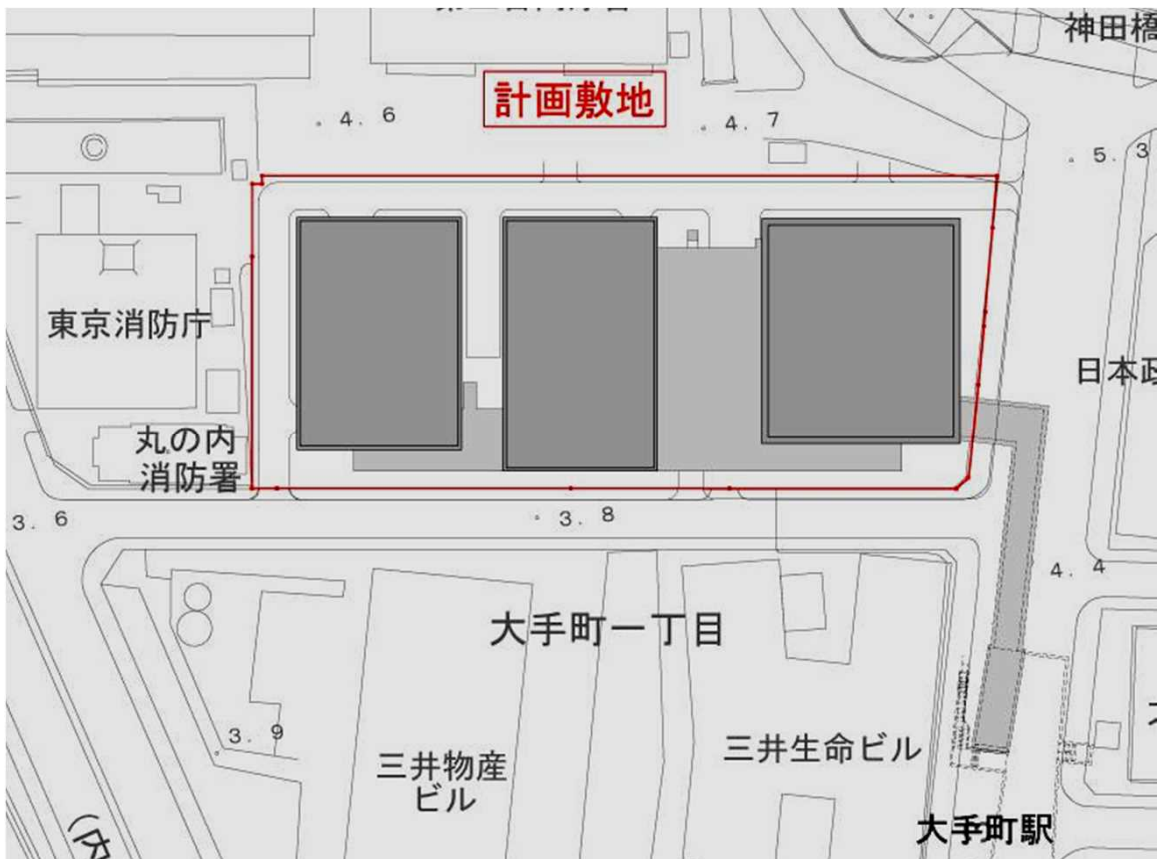 神田橋
計画敷地
4.6
4.7
5.3
東京消防庁
日本政
丸の内
消防署
3.6
3.8
4.4
大手町一丁目
3.9
三井物産
ビル
三井生命ビル
大手町駅
(内